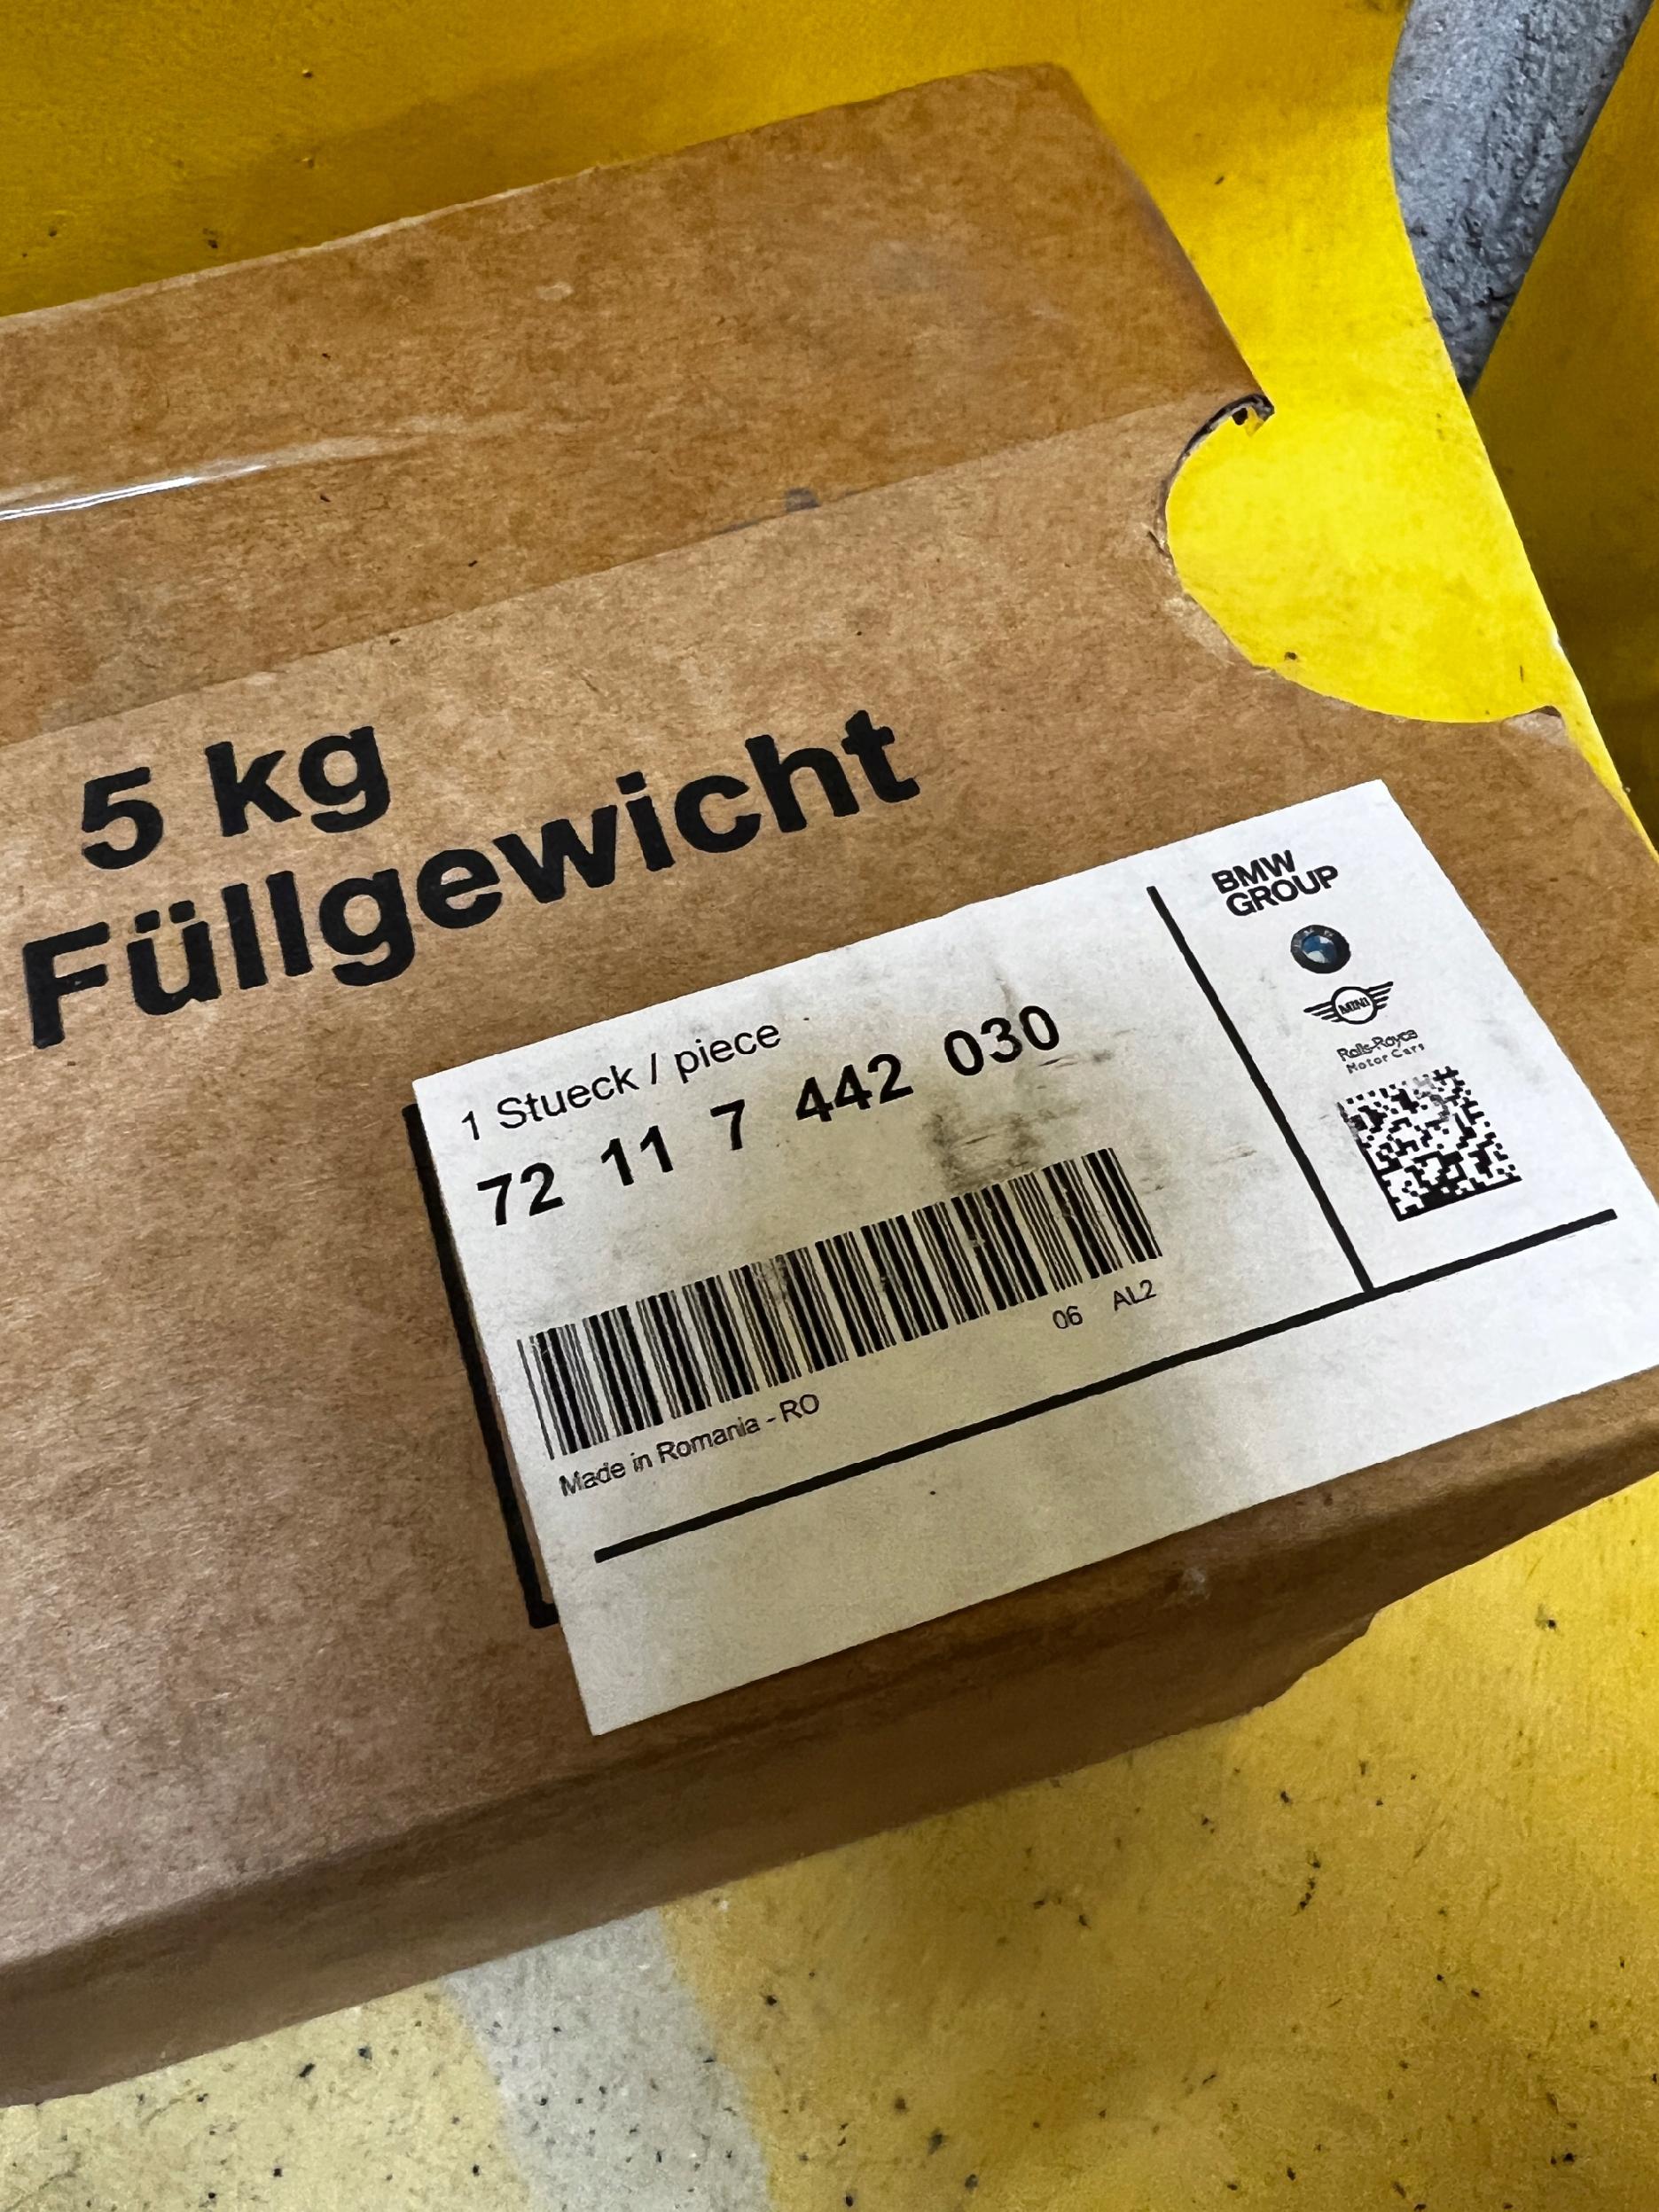 5 kg
Füllgewicht
1 Stueck / piece
72 11 7 442 030
06 AL2
Made in Romania - RO
BMW
GROUP
MINI
Rolls-Royce
Motor Cars